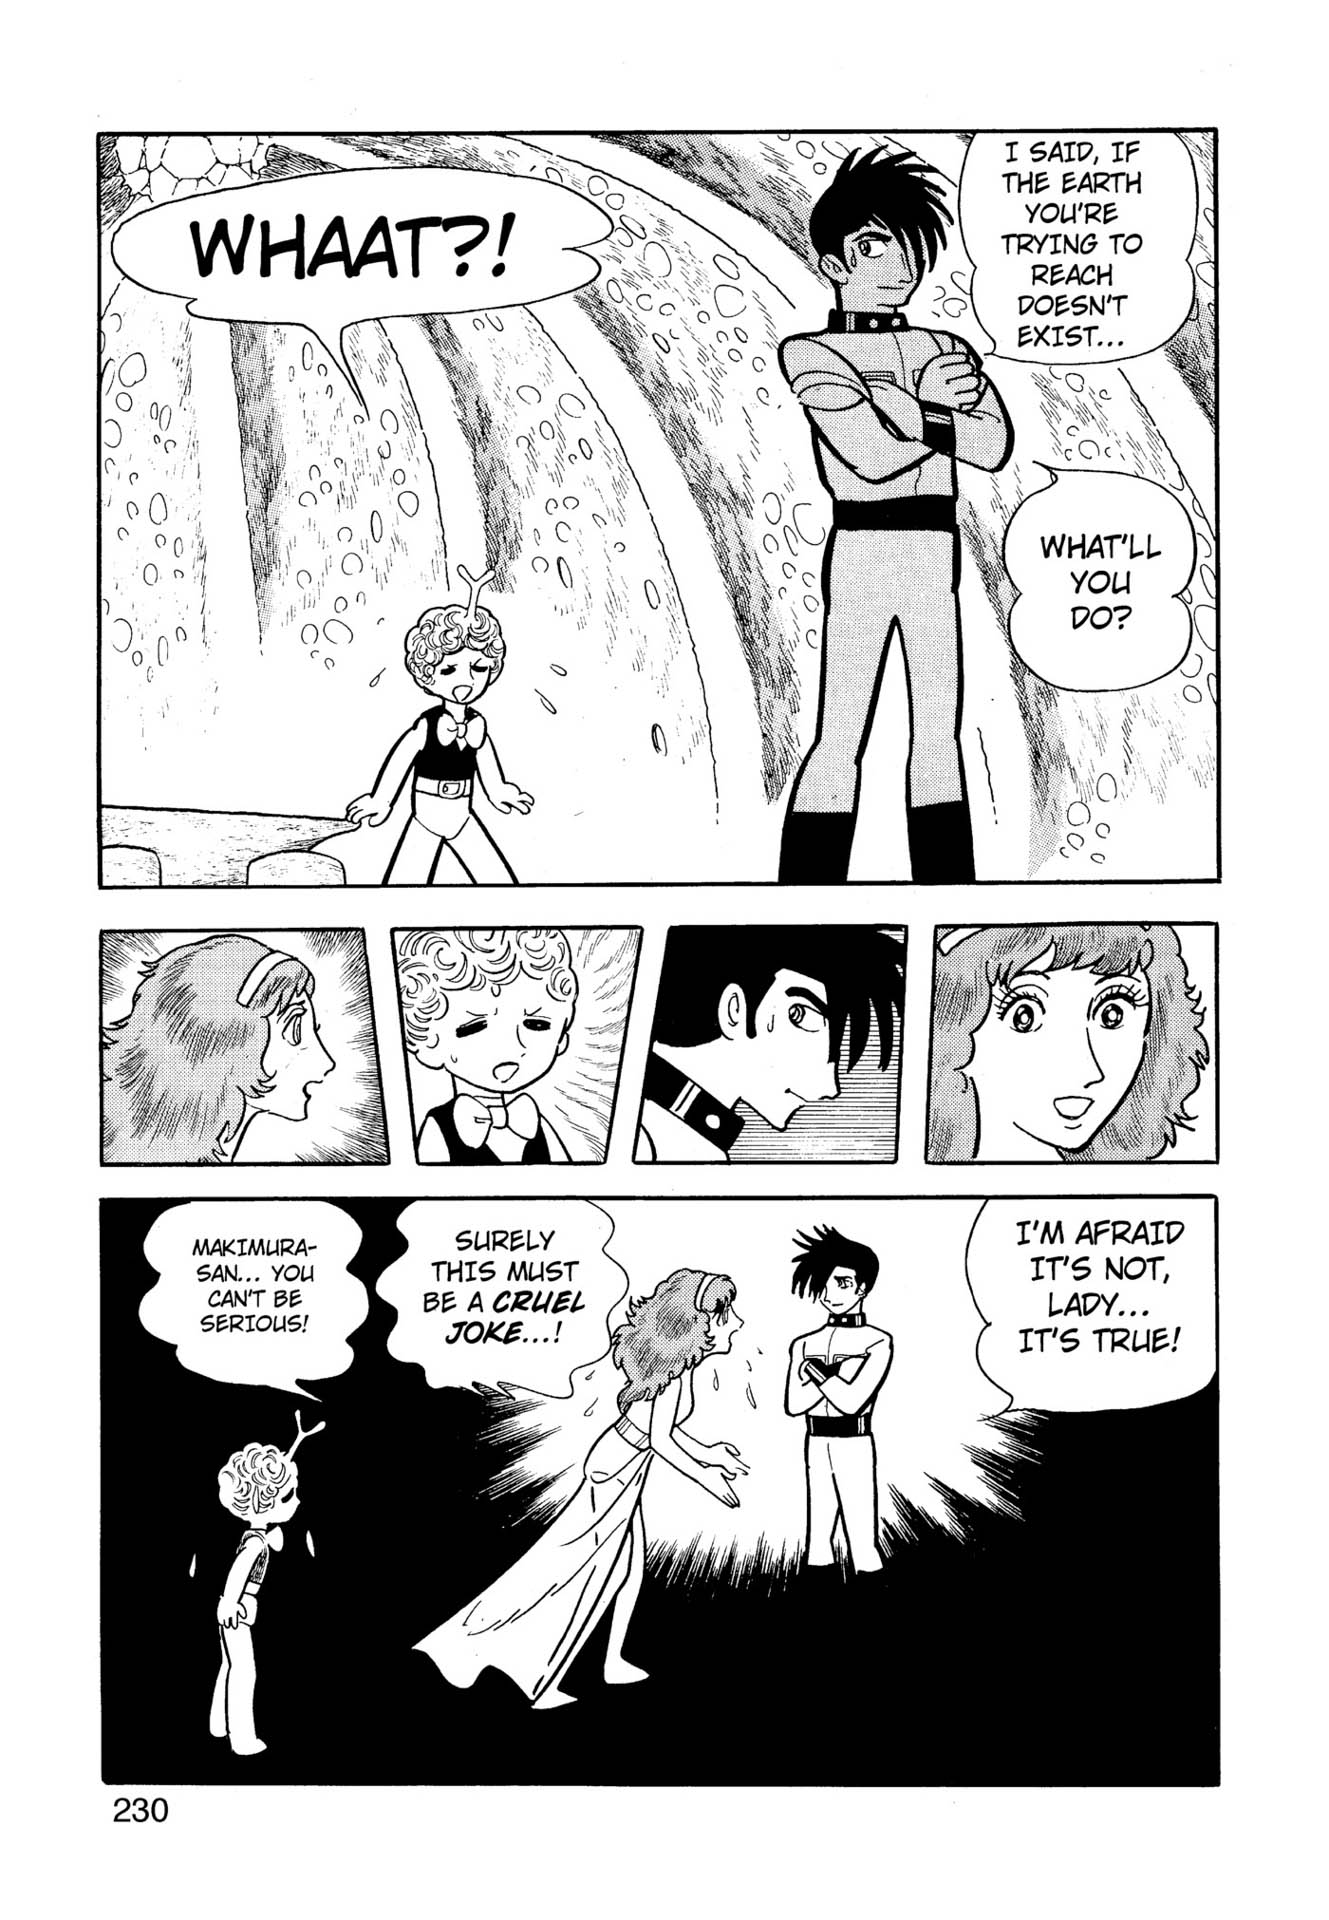 WHAAT?!
I SAID, IF
THE EARTH
YOU'RE
TRYING TO
REACH
DOESN'T
EXIST...
WHAT'LL
YOU
DO?
MAKIMURA-
SAN... YOU
CAN'T BE
SERIOUS!
SURELY
THIS MUST
BE A CRUEL
JOKE...!
I'M AFRAID
IT'S NOT,
LADY...
IT'S TRUE!
230